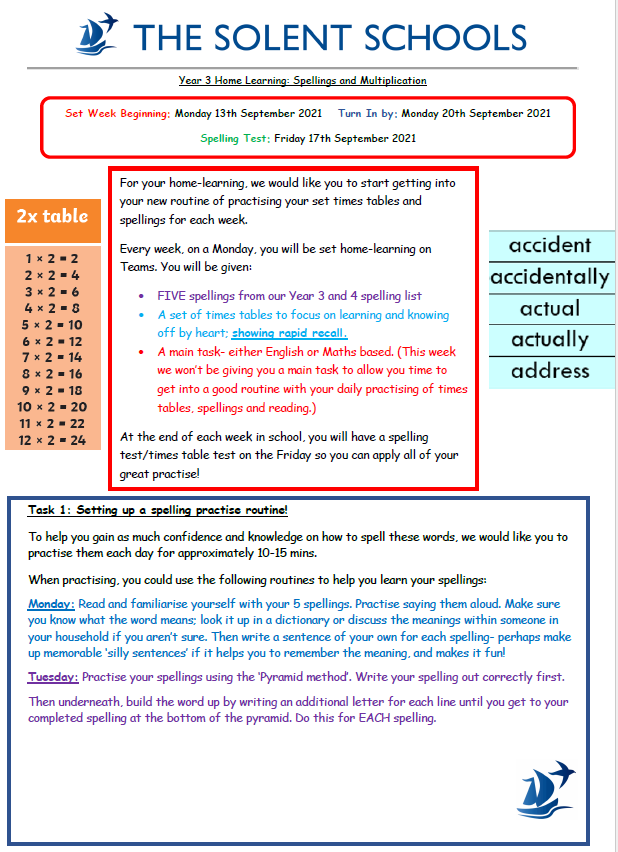 THE SOLENT SCHOOLS
Year 3 Home Learning: Spellings and Multiplication
Set Week Beginning: Monday 13th September 2021 Turn In by: Monday 20th September 2021
Spelling Test: Friday 17th September 2021
2x table
1 × 2 = 2
2 × 2 = 4
3 × 2 = 6
4 × 2 = 8
5 × 2 = 10
6 × 2 = 12
7 × 2 = 14
8 × 2 = 16
9 × 2 = 18
10 × 2 = 20
11 × 2 = 22
12 × 2 = 24
For your home-learning, we would like you to start getting into
your new routine of practising your set times tables and
spellings for each week.
Every week, on a Monday, you will be set home-learning on
Teams. You will be given:
• FIVE spellings from our Year 3 and 4 spelling list
• A set of times tables to focus on learning and knowing
off by heart; showing rapid recall.
• A main task- either English or Maths based. (This week
we won't be giving you a main task to allow you time to
get into a good routine with your daily practising of times
tables, spellings and reading.)
At the end of each week in school, you will have a spelling
test/times table test on the Friday so you can apply all of your
great practise!
accident
accidentally
actual
actually
address
Task 1: Setting up a spelling practise routine!
To help you gain as much confidence and knowledge on how to spell these words, we would like you to
practise them each day for approximately 10-15 mins.
When practising, you could use the following routines to help you learn your spellings:
Monday: Read and familiarise yourself with your 5 spellings. Practise saying them aloud. Make sure
you know what the word means; look it up in a dictionary or discuss the meanings within someone in
your household if you aren't sure. Then write a sentence of your own for each spelling- perhaps make
up memorable 'silly sentences' if it helps you to remember the meaning, and makes it fun!
Tuesday: Practise your spellings using the 'Pyramid method'. Write your spelling out correctly first.
Then underneath, build the word up by writing an additional letter for each line until you get to your
completed spelling at the bottom of the pyramid. Do this for EACH spelling.